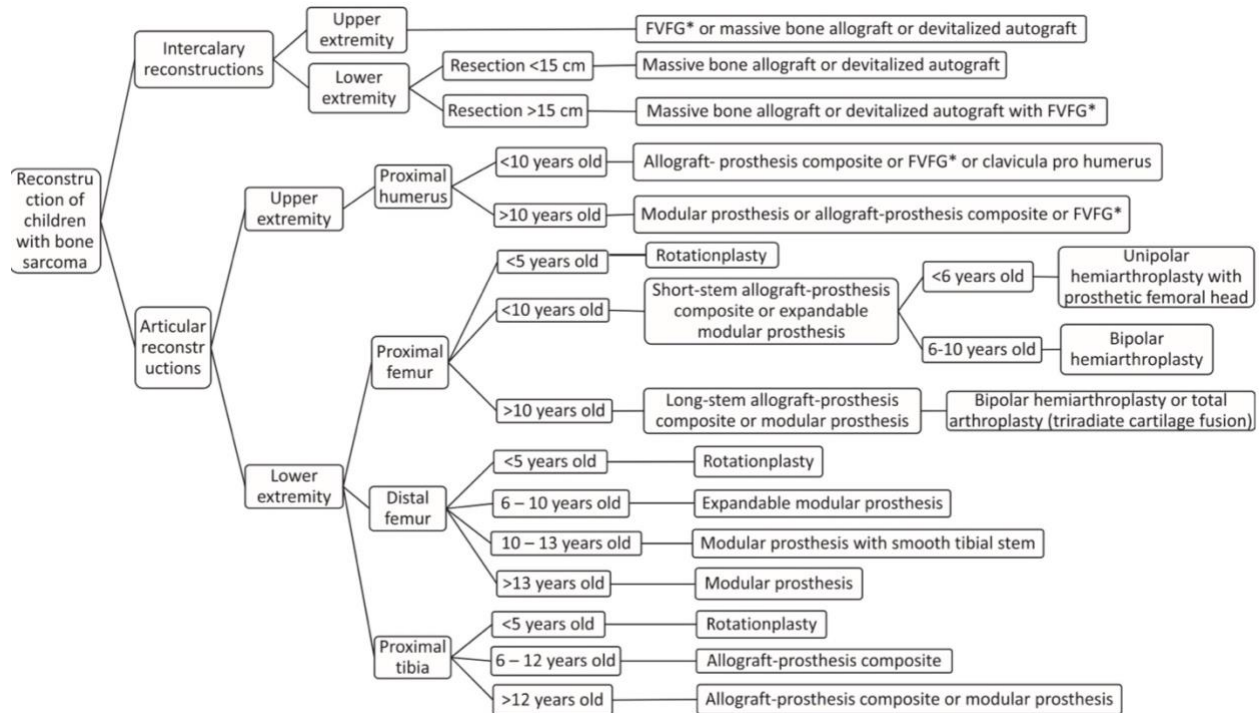 Reconstru
ction of
children
with bone
sarcoma
Intercalary
reconstructions
Upper
extremity
FVFG* or massive bone allograft or devitalized autograft
Lower
extremity
Resection <15 cm
Massive bone allograft or devitalized autograft
Resection >15 cm
Massive bone allograft or devitalized autograft with FVFG*
Articular
reconstr
uctions
Upper
extremity
Proximal
humerus
<10 years old
Allograft- prosthesis composite or FVFG* or clavicula pro humerus
>10 years old
Modular prosthesis or allograft-prosthesis composite or FVFG*
Lower
extremity
Proximal
femur
<5 years old
Rotationplasty
<10 years old
Short-stem allograft-prosthesis
composite or expandable
modular prosthesis
<6 years old
Unipolar
hemiarthroplasty with
prosthetic femoral head
6-10 years old
Bipolar
hemiarthroplasty
>10 years old
Long-stem allograft-prosthesis
composite or modular prosthesis
Bipolar hemiarthroplasty or total
arthroplasty (triradiate cartilage fusion)
Distal
femur
<5 years old
Rotationplasty
6 – 10 years old
Expandable modular prosthesis
10 – 13 years old
Modular prosthesis with smooth tibial stem
>13 years old
Modular prosthesis
Proximal
tibia
<5 years old
Rotationplasty
6 – 12 years old
Allograft-prosthesis composite
>12 years old
Allograft-prosthesis composite or modular prosthesis